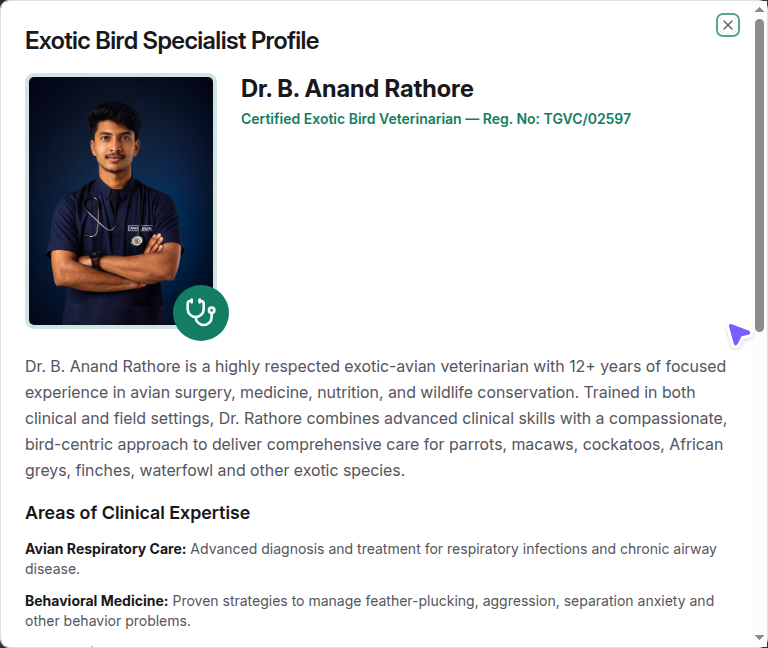 Exotic Bird Specialist Profile
Dr. B. Anand Rathore
Certified Exotic Bird Veterinarian — Reg. No: TGVC/02597
Dr. B. Anand Rathore is a highly respected exotic-avian veterinarian with 12+ years of focused
experience in avian surgery, medicine, nutrition, and wildlife conservation. Trained in both
clinical and field settings, Dr. Rathore combines advanced clinical skills with a compassionate,
bird-centric approach to deliver comprehensive care for parrots, macaws, cockatoos, African
greys, finches, waterfowl and other exotic species.
Areas of Clinical Expertise
Avian Respiratory Care: Advanced diagnosis and treatment for respiratory infections and chronic airway
disease.
Behavioral Medicine: Proven strategies to manage feather-plucking, aggression, separation anxiety and
other behavior problems.